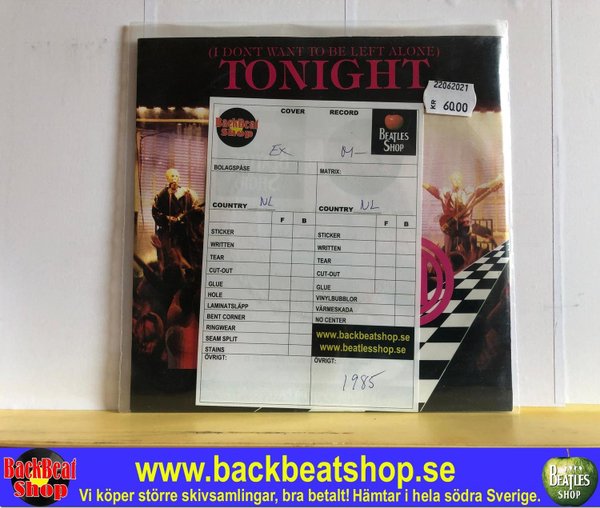 (I DON'T WANT TO BE LEFT ALONE)
TONIGHT
22062021
KR 60.00
BackBeat
Shop
COVER
RECORD
BEATLES
SHOP
Ex
M-
BOLAGSPÅSE
MATRIX:
COUNTRY NL
COUNTRY NL
F B
F B
STICKER
STICKER
WRITTEN
WRITTEN
TEAR
TEAR
CUT-OUT
CUT-OUT
GLUE
GLUE
HOLE
VINYLBUBBLOR
LAMINATSLÄPP
VÄRMESKADA
BENT CORNER
NO CENTER
RINGWEAR
www.backbeatshop.se
SEAM SPLIT
www.beatlesshop.se
STAINS
ÖVRIGT:
ÖVRIGT:
1985
BackBeat
Shop
www.backbeatshop.se
Vi köper större skivsamlingar, bra betalt! Hämtar i hela södra Sverige.
BEATLES
SHOP